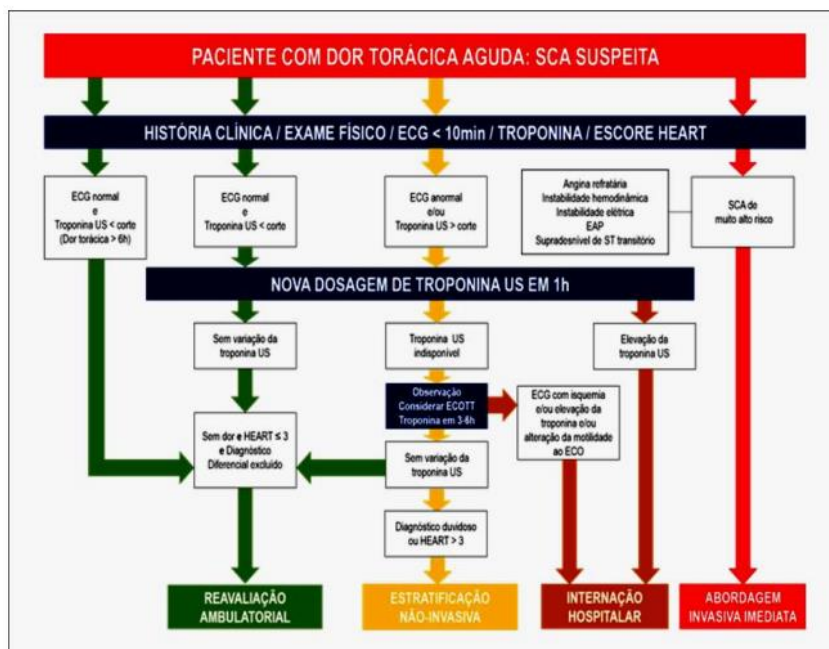 PACIENTE COM DOR TORÁCICA AGUDA: SCA SUSPEITA
HISTÓRIA CLÍNICA / EXAME FÍSICO / ECG < 10min / TROPONINA / ESCORE HEART
ECG normal
e
Troponina US < corte
(Dor torácica > 6h)
ECG normal
e
Troponina US < corte
ECG anormal
e/ou
Troponina US > corte
Angina refratária
Instabilidade hemodinâmica
Instabilidade elétrica
EAP
Supradesnível de ST transitório
SCA de
muito alto risco
NOVA DOSAGEM DE TROPONINA US EM 1h
Sem variação da
troponina US
Troponina US
indisponível
Elevação da
troponina US
Observação
Considerar ECOTT
Troponina em 3-6h
ECG com isquemia
e/ou elevação da
troponina e/ou
alteração da motilidade
ao ECO
Sem dor e HEART ≤ 3
e Diagnóstico
Diferencial excluído
Sem variação da
troponina US
Diagnóstico duvidoso
ou HEART > 3
REAVALIAÇÃO
AMBULATORIAL
ESTRATIFICAÇÃO
NÃO-INVASIVA
INTERNAÇÃO
HOSPITALAR
ABORDAGEM
INVASIVA IMEDIATA